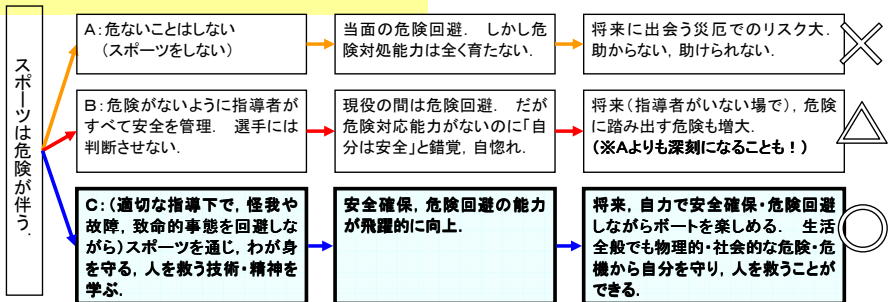 スポーツは危険が伴う.
A:危ないことはしない
(スポーツをしない)
当面の危険回避. しかし危
険対処能力は全く育たない.
将来に出会う災厄でのリスク大.
助からない, 助けられない.
B:危険がないように指導者が
すべて安全を管理. 選手には
判断させない.
現役の間は危険回避. だが
危険対応能力がないのに「自
分は安全」と錯覚, 自惚れ.
将来(指導者がいない場で), 危険
に踏み出す危険も増大.
(※Aよりも深刻になることも!)
C:(適切な指導下で, 怪我や
故障, 致命的事態を回避しな
がら)スポーツを通じ, わが身
を守る, 人を救う技術・精神を
学ぶ.
安全確保, 危険回避の能力
が飛躍的に向上.
将来, 自力で安全確保・危険回避
しながらボートを楽しめる. 生活
全般でも物理的・社会的な危険・危
機から自分を守り, 人を救うことが
できる.